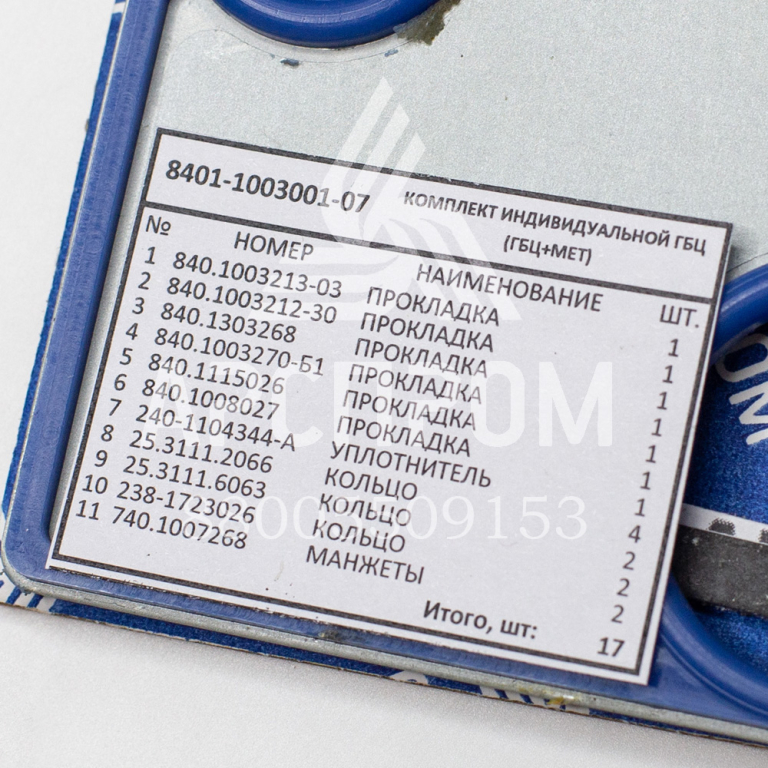 8401-1003001-07 КОМПЛЕКТ ИНДИВИДУАЛЬНОЙ ГБЦ
(ГБЦ+МЕТ)
№ НОМЕР НАИМЕНОВАНИЕ ШТ.
1 840.1003213-03 ПРОКЛАДКА 1
2 840.1003212-30 ПРОКЛАДКА 1
3 840.1303268 ПРОКЛАДКА 1
4 840.1003270-Б1 ПРОКЛАДКА 1
5 840.1115026 ПРОКЛАДКА 1
6 840.1008027 ПРОКЛАДКА 1
7 240-1104344-А УПЛОТНИТЕЛЬ 1
8 25.3111.2066 КОЛЬЦО 4
9 25.3111.6063 КОЛЬЦО 2
10 238-1723026 КОЛЬЦО 2
11 740.1007268 МАНЖЕТЫ 2
Итого, шт: 17
88005509153
ОМ